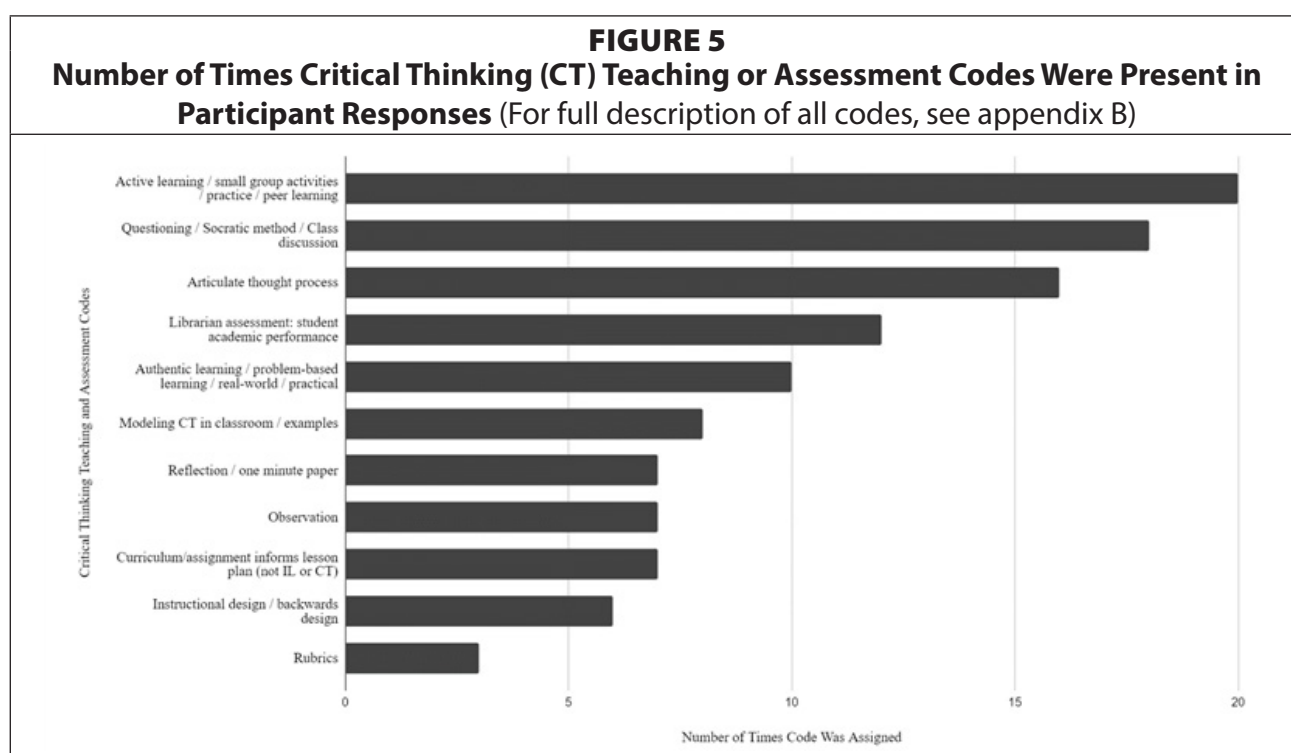 FIGURE 5
Number of Times Critical Thinking (CT) Teaching or Assessment Codes Were Present in
Participant Responses (For full description of all codes, see appendix B)
Critical Thinking Teaching and Assessment Codes
Active learning / small group activities
/ practice / peer learning
Questioning / Socratic method / Class
discussion
Articulate thought process
Librarian assessment: student
academic performance
Authentic learning / problem-based
learning / real-world / practical
Modeling CT in classroom / examples
Reflection / one minute paper
Observation
Curriculum/assignment informs lesson
plan (not IL or CT)
Instructional design / backwards
design
Rubrics
0 5 10 15 20
Number of Times Code Was Assigned